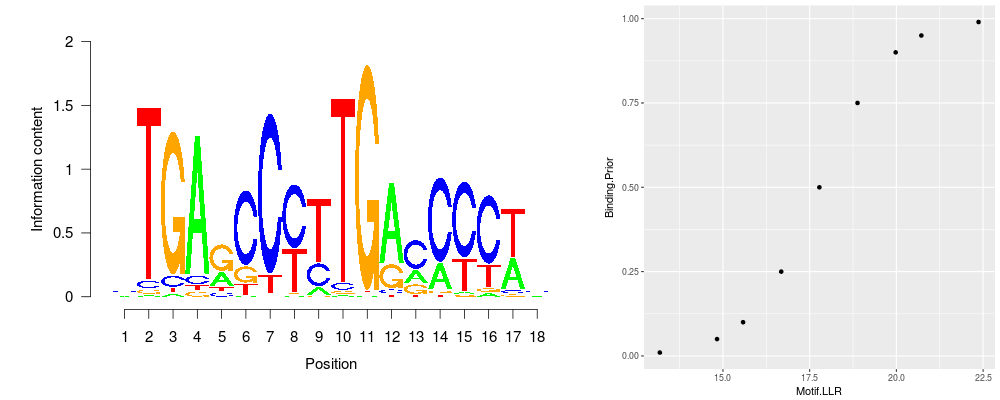 2
1.5
1
0.5
0
Information content
1 2 3 4 5 6 7 8 9 10 11 12 13 14 15 16 17 18
Position
T G A G C C C T T G A C C C C T
1.00
0.75
0.50
0.25
0.00
Binding.Prior
15.0 17.5 20.0 22.5
Motif.LLR